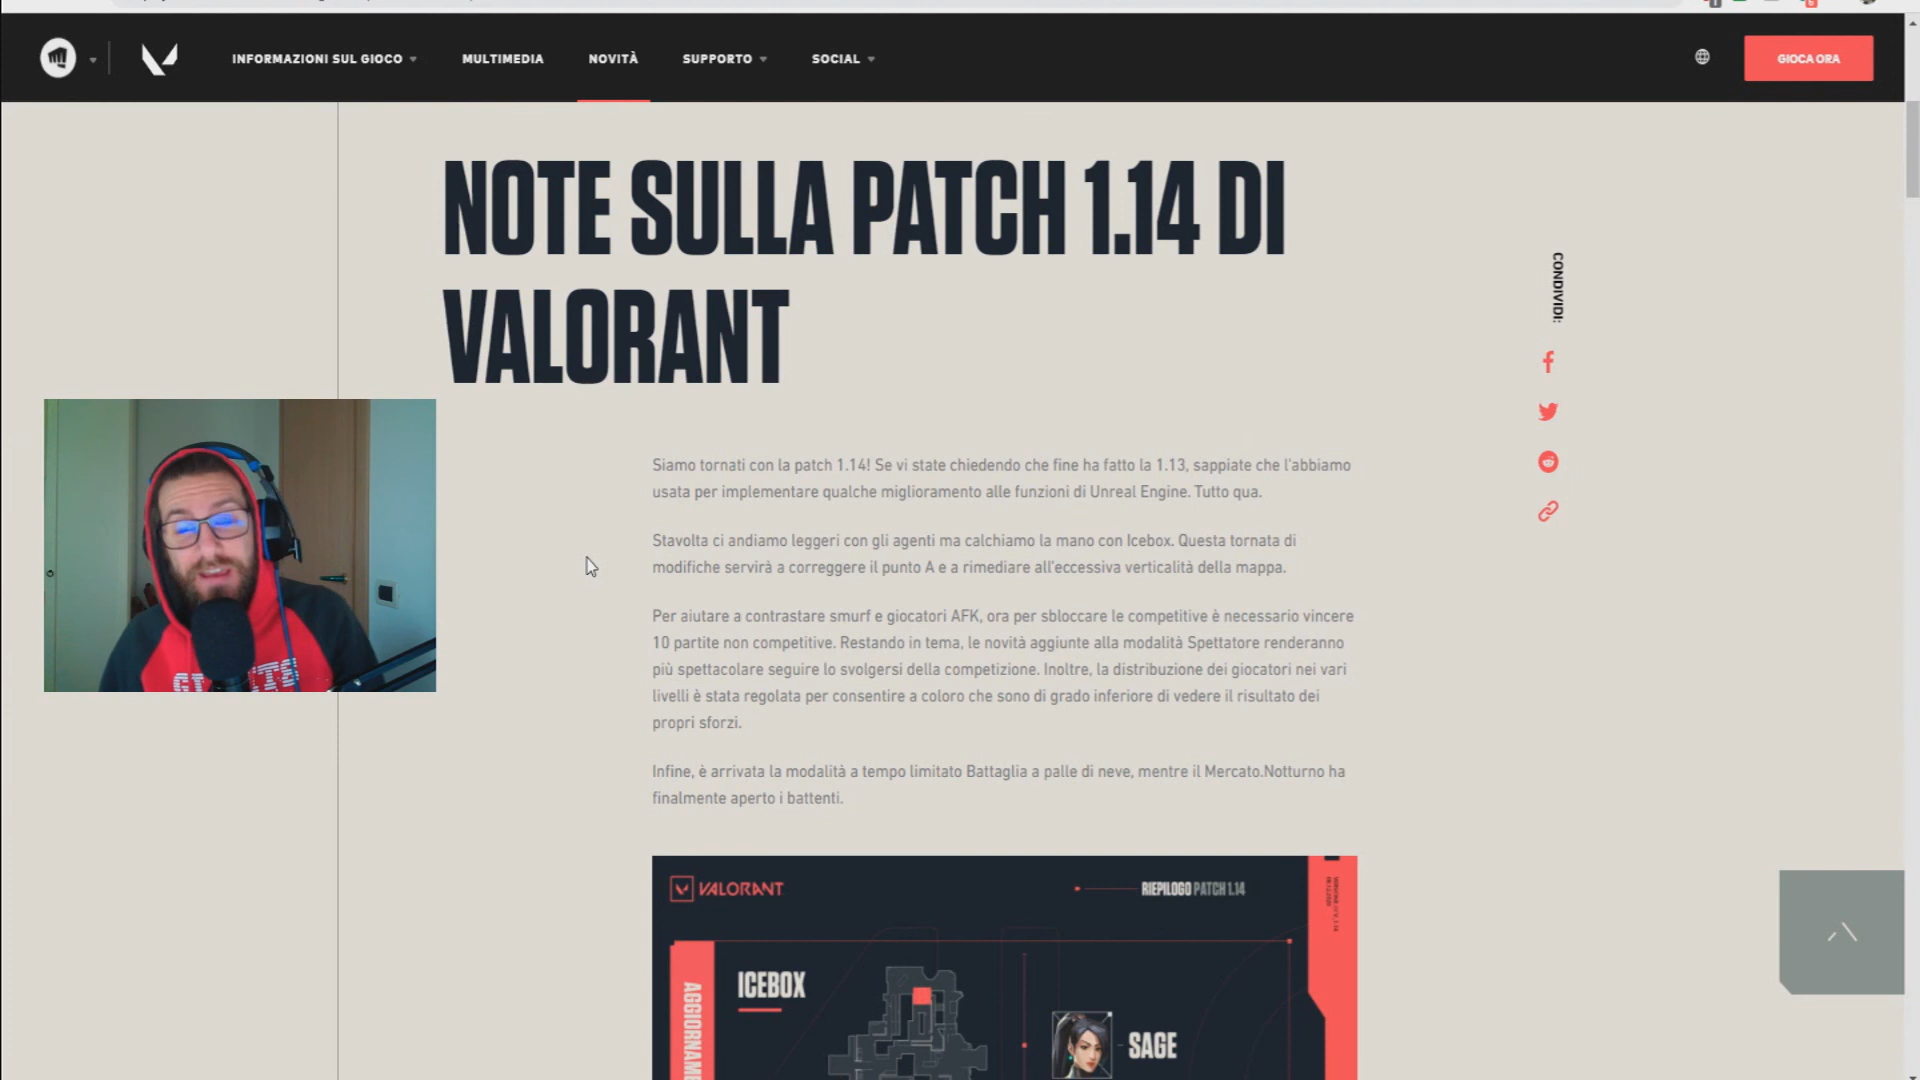 INFORMAZIONI SUL GIOCO
MULTIMEDIA
NOVITÀ
SUPPORTO
SOCIAL
GIOCA ORA
NOTE SULLA PATCH 1.14 DI
VALORANT
CONDIVIDI:
Siamo tornati con la patch 1.14! Se vi state chiedendo che fine ha fatto la 1.13, sappiate che l'abbiamo
usata per implementare qualche miglioramento alle funzioni di Unreal Engine. Tutto qua.
Stavolta ci andiamo leggeri con gli agenti ma calchiamo la mano con Icebox. Questa tornata di
modifiche servirà a correggere il punto A e a rimediare all'eccessiva verticalità della mappa.
Per aiutare a contrastare smurf e giocatori AFK, ora per sbloccare le competitive è necessario vincere
10 partite non competitive. Restando in tema, le novità aggiunte alla modalità Spettatore renderanno
più spettacolare seguire lo svolgersi della competizione. Inoltre, la distribuzione dei giocatori nei vari
livelli è stata regolata per consentire a coloro che sono di grado inferiore di vedere il risultato dei
propri sforzi.
Infine, è arrivata la modalità a tempo limitato Battaglia a palle di neve, mentre il Mercato.Notturno ha
finalmente aperto i battenti.
VALORANT
RIEPILOGO PATCH 1.14
ICEBOX
SAGE